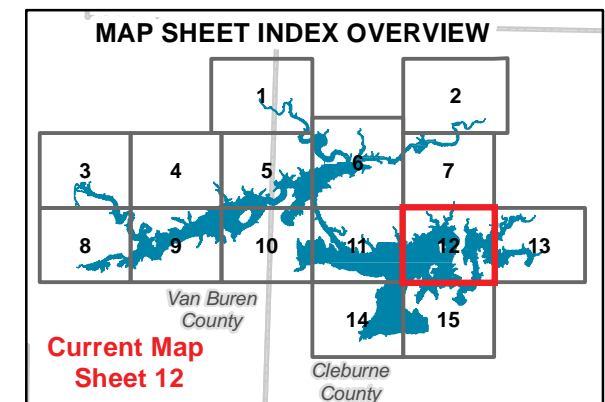 MAP SHEET INDEX OVERVIEW
1
2
3
4
5
6
7
8
9
10
11
12
13
Van Buren
County
14
15
Current Map
Sheet 12
Cleburne
County